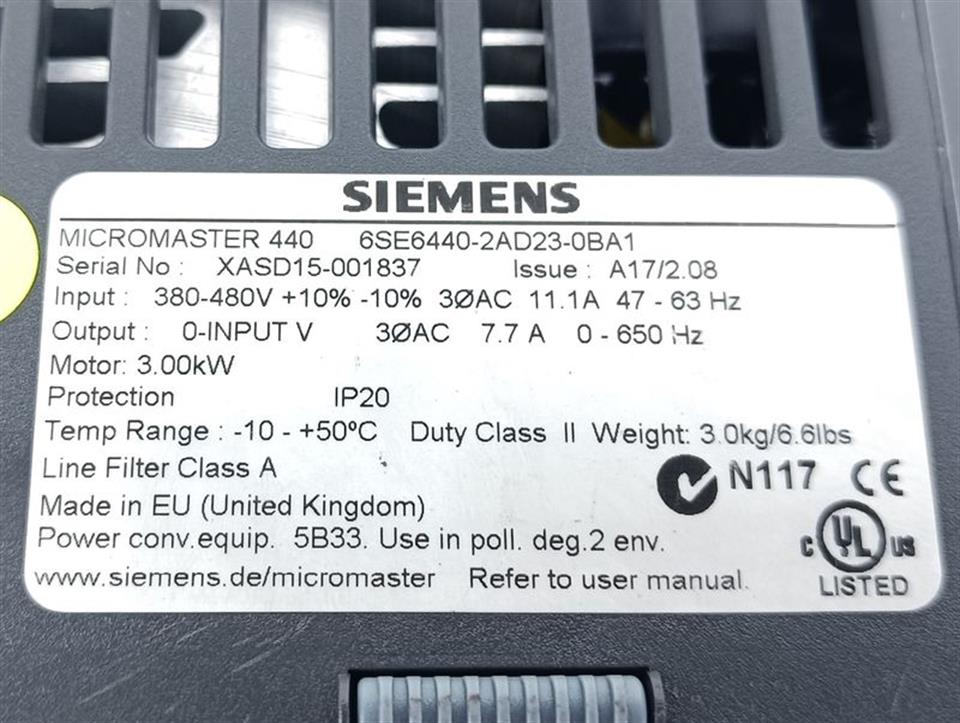 SIEMENS
MICROMASTER 440 6SE6440-2AD23-0BA1
Serial No : XASD15-001837 Issue : A17/2.08
Input : 380-480V +10% -10% 3ØAC 11.1A 47 - 63 Hz
Output : 0-INPUT V 3ØAC 7.7 A 0 - 650 Hz
Motor: 3.00kW
Protection IP20
Temp Range : -10 - +50ºC Duty Class II Weight: 3.0kg/6.6lbs
Line Filter Class A
N117 CE
Made in EU (United Kingdom)
Power conv.equip. 5B33. Use in poll. deg.2 env.
c UL US
LISTED
www.siemens.de/micromaster Refer to user manual.